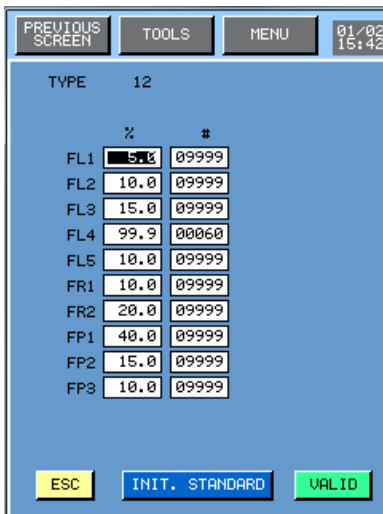 PREVIOUS SCREEN TOOLS MENU 01/02 15:42
TYPE 12
% #
FL1 5.0 09999
FL2 10.0 09999
FL3 15.0 09999
FL4 99.9 00060
FL5 10.0 09999
FR1 10.0 09999
FR2 20.0 09999
FP1 40.0 09999
FP2 15.0 09999
FP3 10.0 09999
ESC INIT. STANDARD VALID